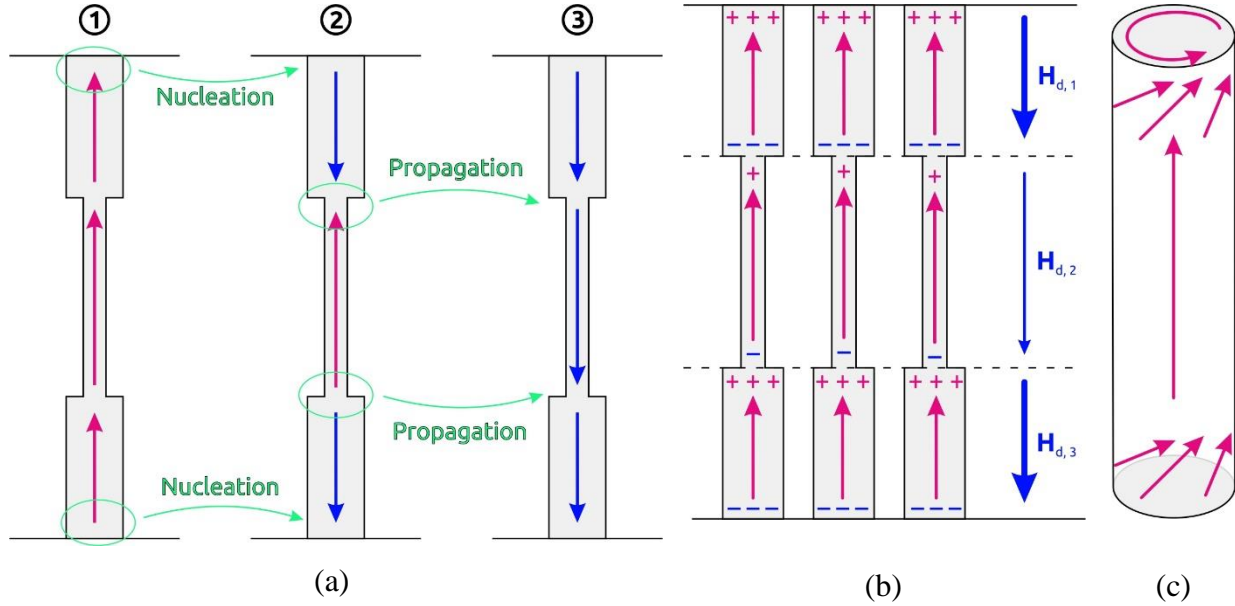 ① ② ③
Nucleation
Propagation
Propagation
Nucleation
(a)
+ + + + + + + + +
H d, 1
− − − − − − − − −
+ + +
H d, 2
− − −
+ + + + + + + + +
H d, 3
− − − − − − − − −
(b)
(c)